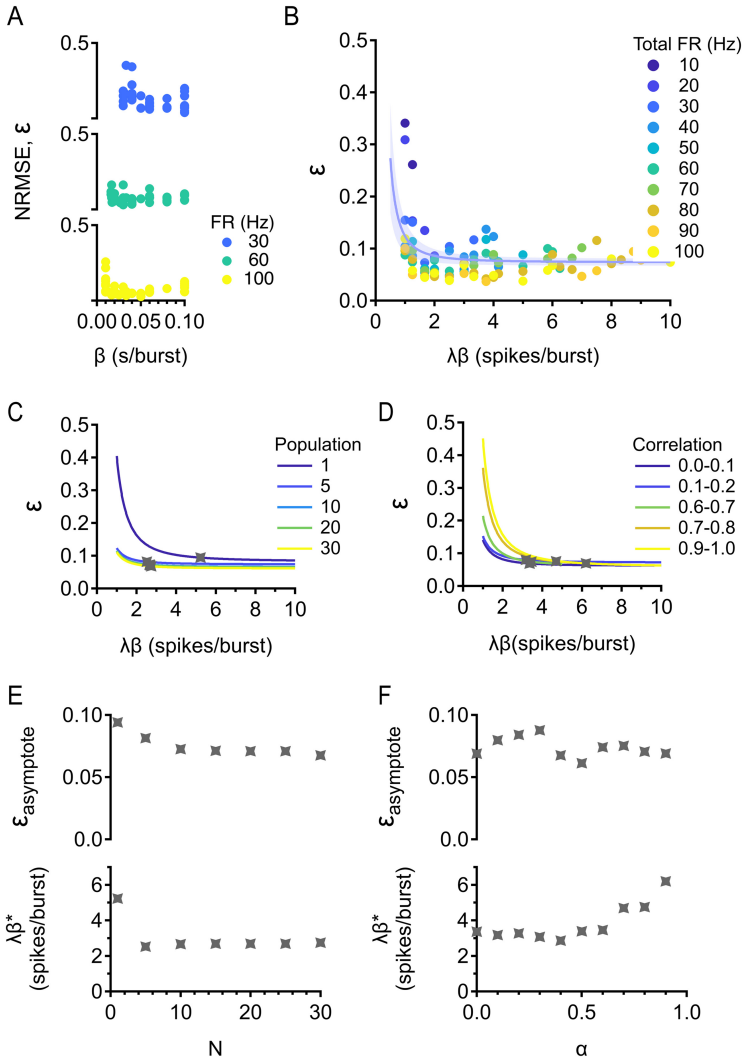 A
0.5
0.5
0.5
NRMSE, ε
FR (Hz)
30
60
100
0.00 0.05 0.10
β (s/burst)
B
0.5
0.4
0.3
0.2
0.1
0.0
ε
0 2 4 6 8 10
λβ (spikes/burst)
Total FR (Hz)
10
20
30
40
50
60
70
80
90
100
C
0.5
0.4
0.3
0.2
0.1
0.0
ε
0 2 4 6 8 10
λβ (spikes/burst)
Population
1
5
10
20
30
D
0.5
0.4
0.3
0.2
0.1
0.0
ε
0 2 4 6 8 10
λβ(spikes/burst)
Correlation
0.0-0.1
0.1-0.2
0.6-0.7
0.7-0.8
0.9-1.0
E
0.10
0.05
0.0
εasymptote
6
4
2
0
λβ*
(spikes/burst)
0 10 20 30
N
F
0.10
0.05
0.0
εasymptote
6
4
2
0
λβ*
(spikes/burst)
0.0 0.5 1.0
α